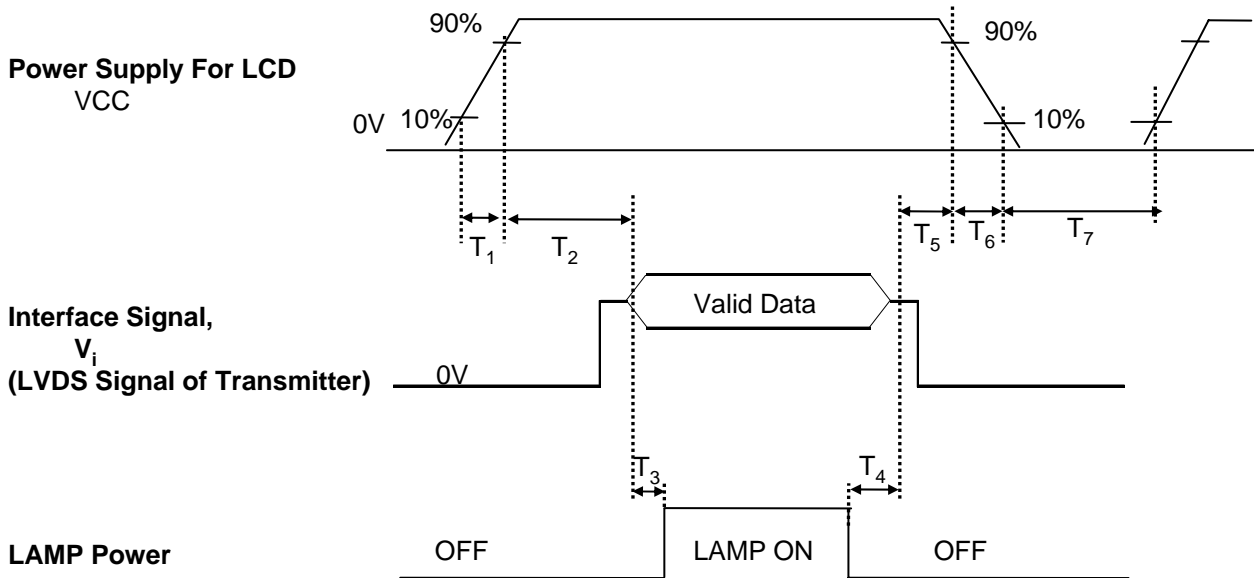 90%
90%
Power Supply For LCD
VCC
0V
10%
10%
T1
T2
T5
T6
T7
Valid Data
Interface Signal,
Vi
(LVDS Signal of Transmitter)
0V
T3
T4
LAMP Power
OFF
LAMP ON
OFF